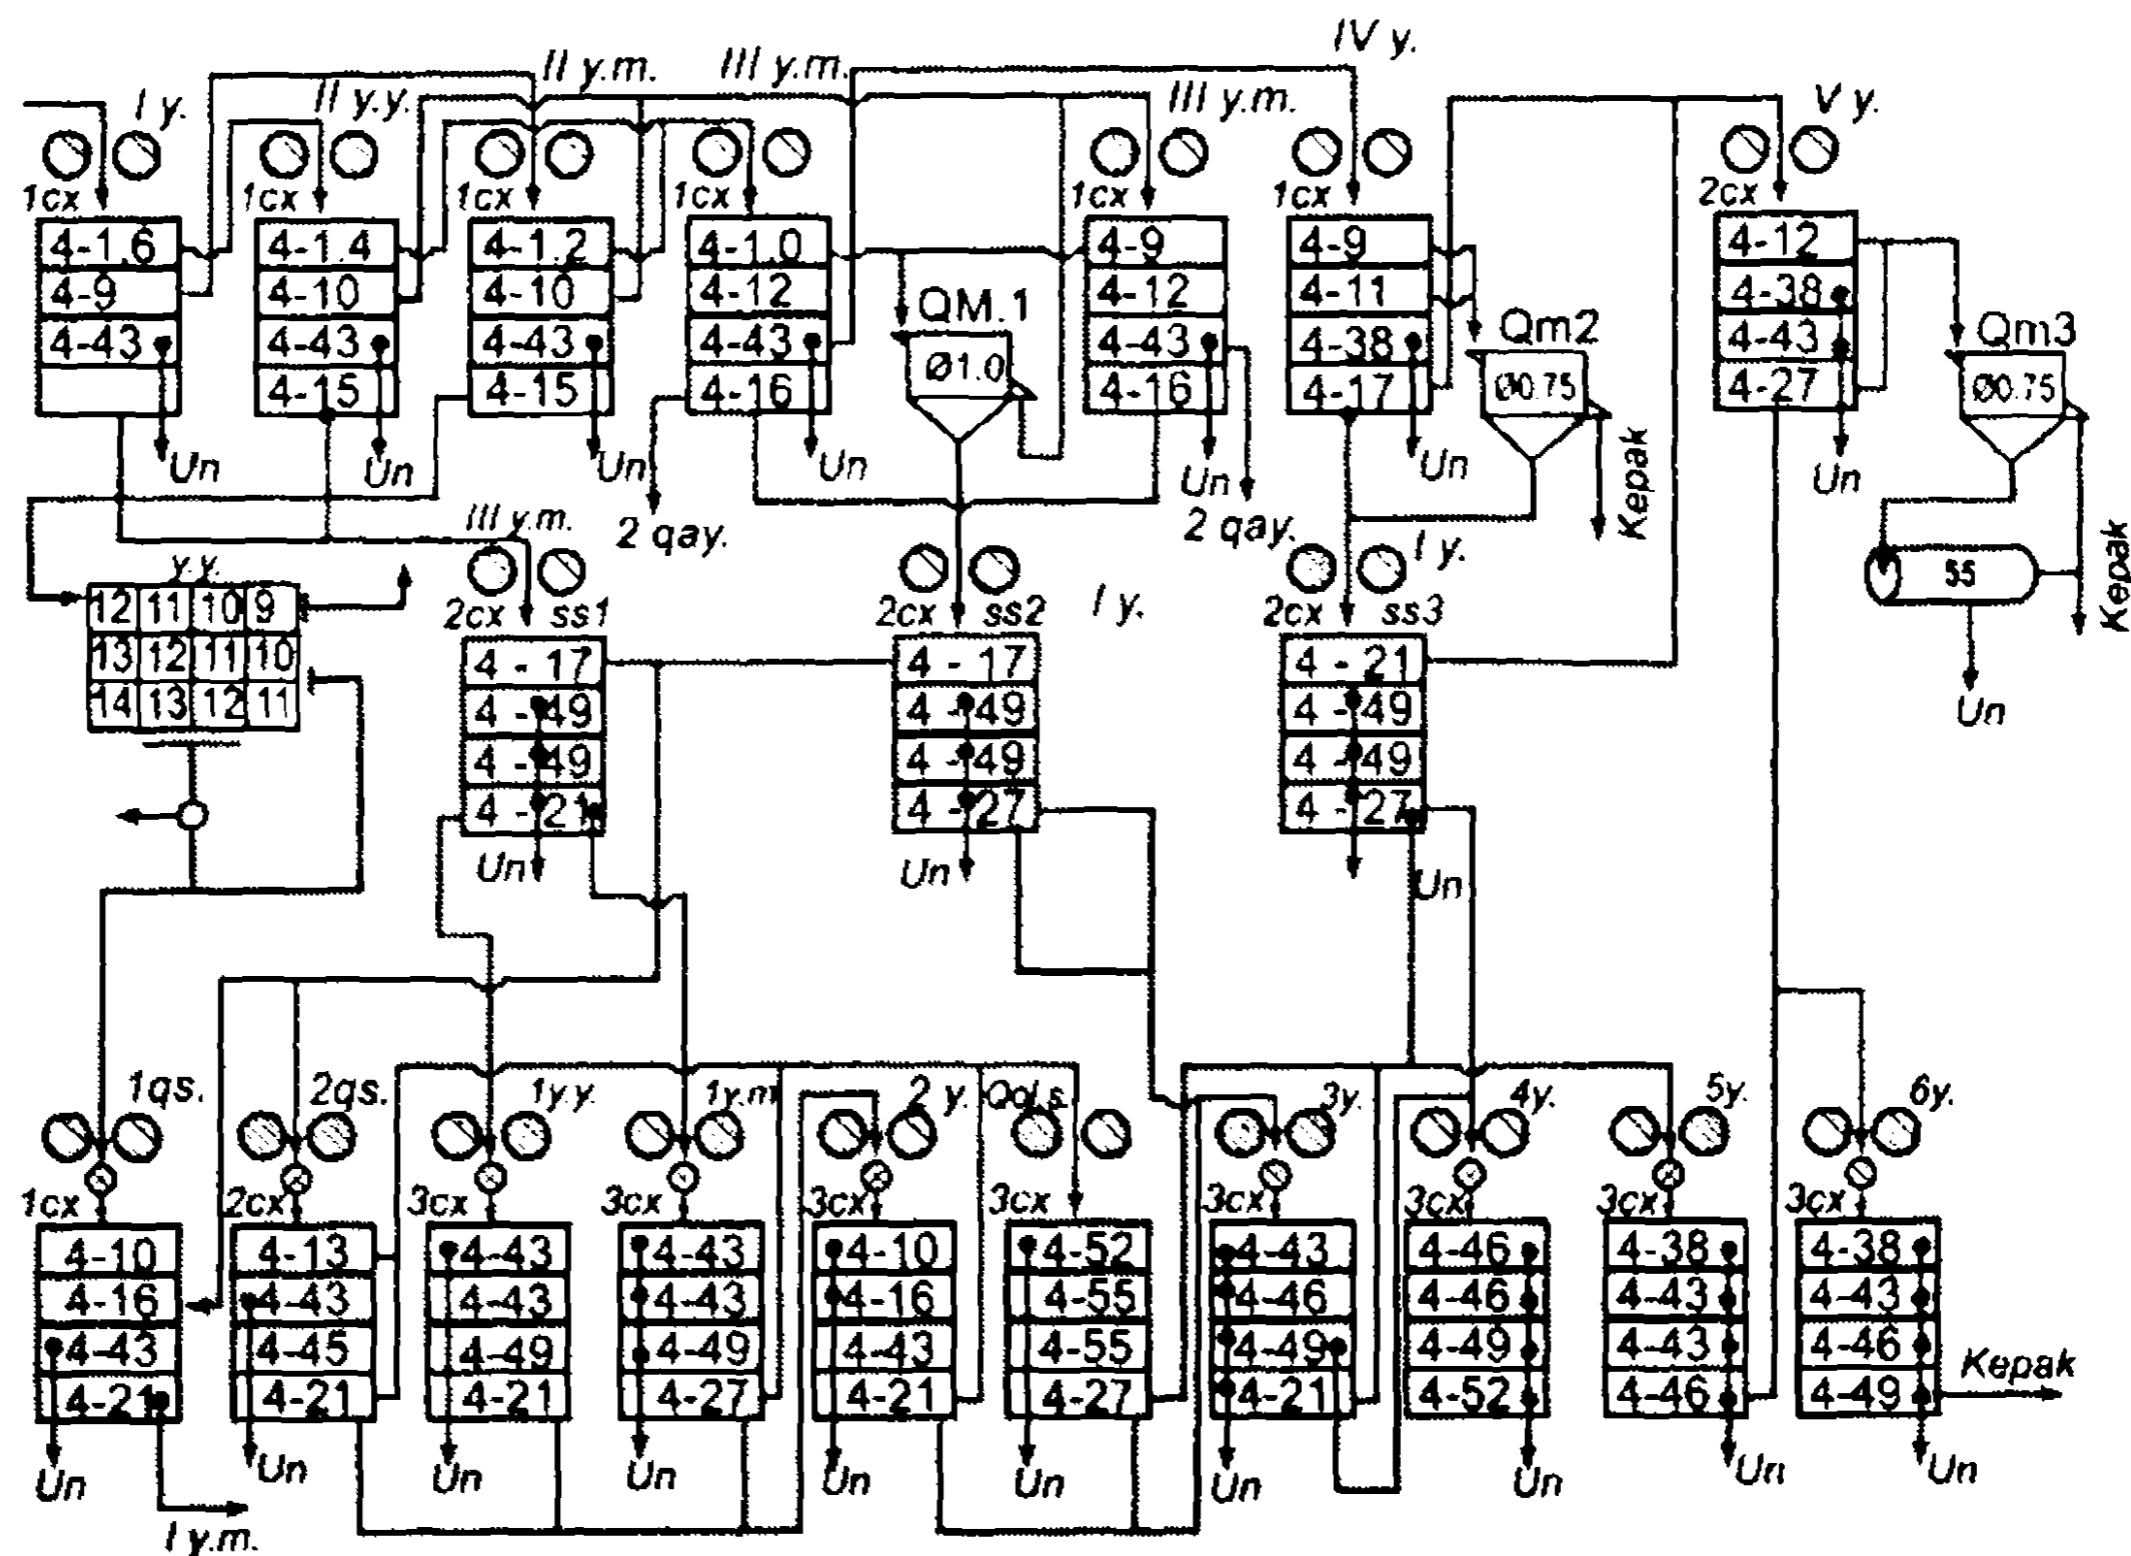 IV y.
II y.m.
III y.m.
I y.
II y.y.
III y.m.
V y.
1cx
1cx
1cx
1cx
1cx
1cx
2cx
4-1.6
4-9
4-43
Un
4-1.4
4-10
4-43
4-15
Un
4-1.2
4-10
4-43
4-15
Un
4-1.0
4-12
4-43
4-16
Un
2 qay.
QM.1
Ø1.0
4-9
4-12
4-43
4-16
Un
2 qay.
4-9
4-11
4-38
4-17
Un
Qm2
Ø0.75
Kepak
4-12
4-38
4-43
4-27
Un
Qm3
Ø0.75
55
Kepak
Un
y.y.
12 11 10 9
13 12 11 10
14 13 12 11
III y.m.
2cx ss1
4 - 17
4 - 49
4 - 49
4 - 21
Un
2cx ss2
I y.
4 - 17
4 - 49
4 - 49
4 - 27
Un
I y.
2cx ss3
4 - 21
4 - 49
4 - 49
4 - 27
Un
1qs.
1cx
4-10
4-16
4-43
4-21
Un
I y.m.
2qs.
2cx
4-13
4-43
4-45
4-21
Un
1y.y.
3cx
4-43
4-43
4-49
4-21
Un
1y.m
3cx
4-43
4-43
4-49
4-27
Un
2 y.
3cx
4-10
4-16
4-43
4-21
Un
3cx
4-52
4-55
4-55
4-27
Un
3y.
3cx
4-43
4-46
4-49
4-21
Un
4y.
3cx
4-46
4-46
4-49
4-52
Un
5y.
3cx
4-38
4-43
4-43
4-46
Un
6y.
3cx
4-38
4-43
4-46
4-49
Kepak
Un